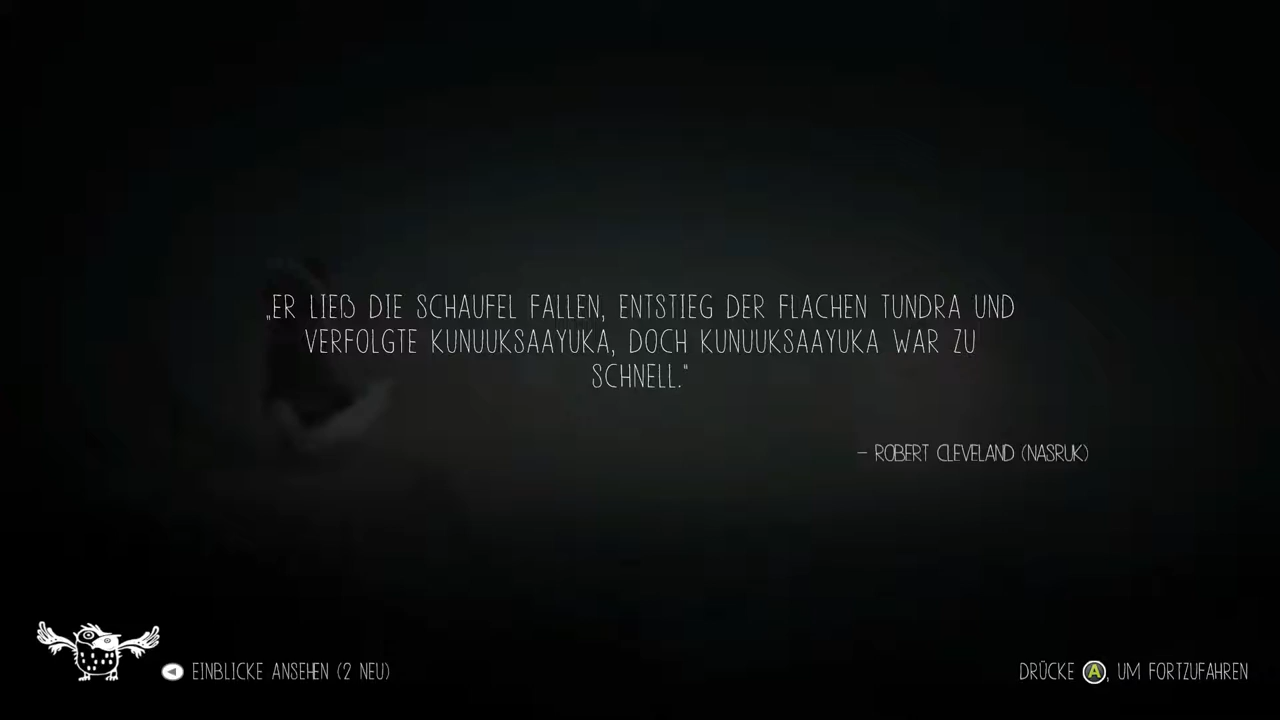 „ER LIEß DIE SCHAUFEL FALLEN, ENTSTIEG DER FLACHEN TUNDRA UND
VERFOLGTE KUNUUKSAAYUKA, DOCH KUNUUKSAAYUKA WAR ZU
SCHNELL."
– ROBERT CLEVELAND (NASRUK)
EINBLICKE ANSEHEN (2 NEU)
DRÜCKE A, UM FORTZUFAHREN